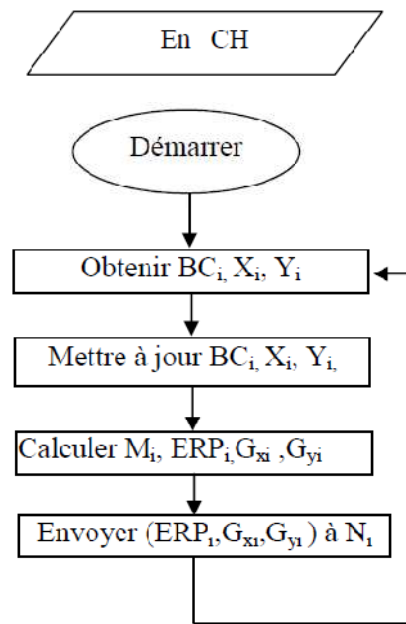 En CH
Démarrer
Obtenir BCi, Xi, Yi
Mettre à jour BCi, Xi, Yi,
Calculer Mi, ERPi,Gxi ,Gyi
Envoyer (ERPi,Gxi,Gyi ) à Ni